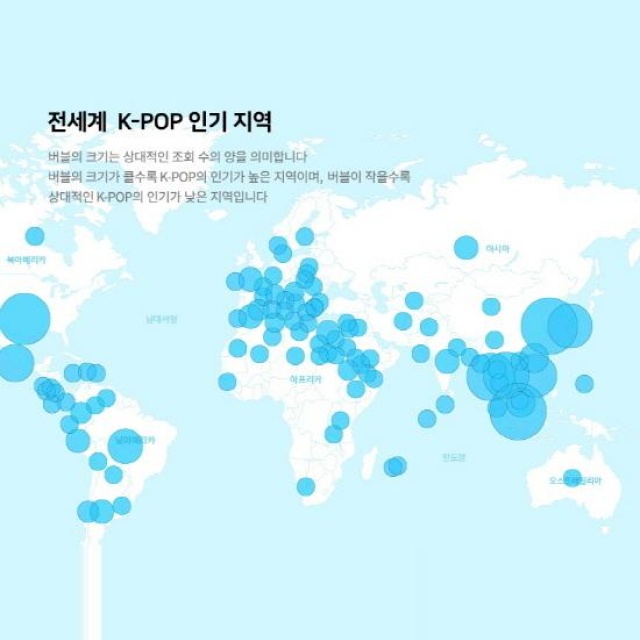 전세계 K-POP 인기 지역
버블의 크기는 상대적인 조회 수의 양을 의미합니다
버블의 크기가 클수록 K-POP의 인기가 높은 지역이며, 버블이 작을수록
상대적인 K-POP의 인기가 낮은 지역입니다
아시아
북아메리카
북대서양
아프리카
남아메리카
인도양
오스트레일리아